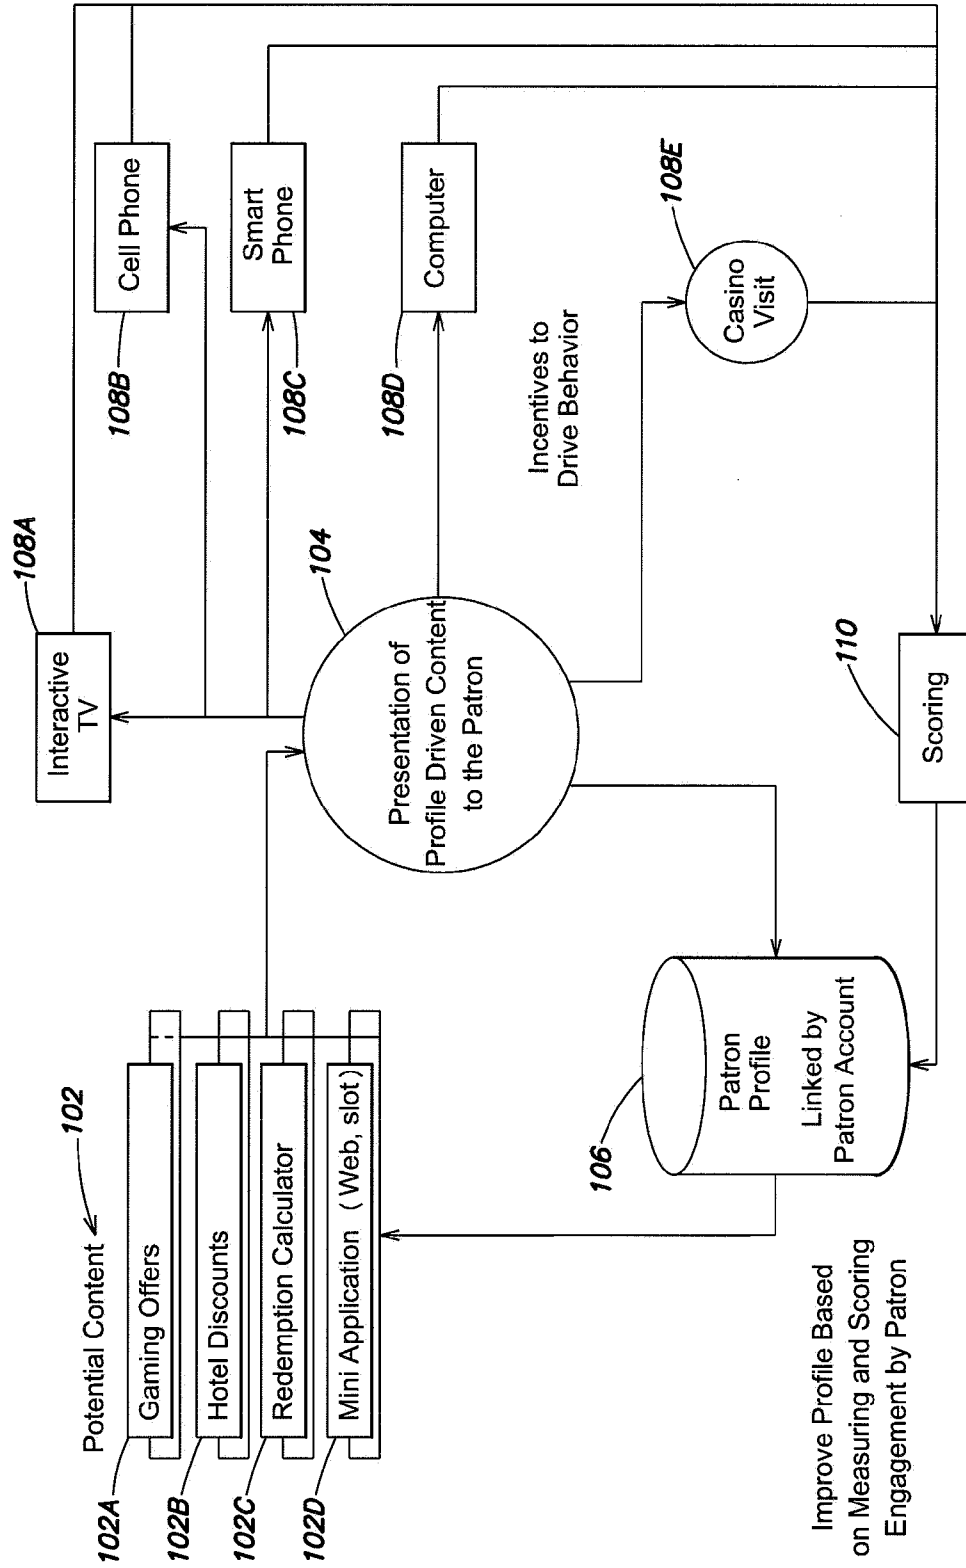 Potential Content
102
102A
Gaming Offers
102B
Hotel Discounts
102C
Redemption Calculator
102D
Mini Application ( Web, slot)
Improve Profile Based
on Measuring and Scoring
Engagement by Patron
106
Patron
Profile
Linked by
Patron Account
104
Presentation of
Profile Driven Content
to the Patron
108A
Interactive
TV
108B
Cell Phone
108C
Smart
Phone
108D
Computer
Incentives to
Drive Behavior
108E
Casino
Visit
110
Scoring